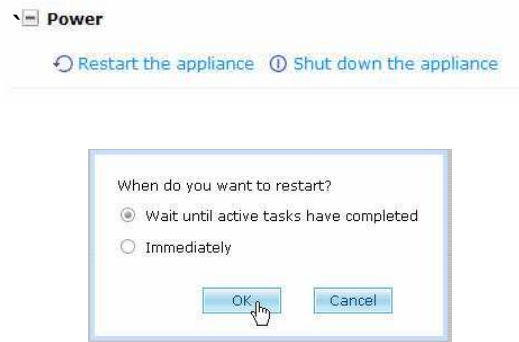 Power
Restart the appliance Shut down the appliance
When do you want to restart?
Wait until active tasks have completed
Immediately
OK Cancel